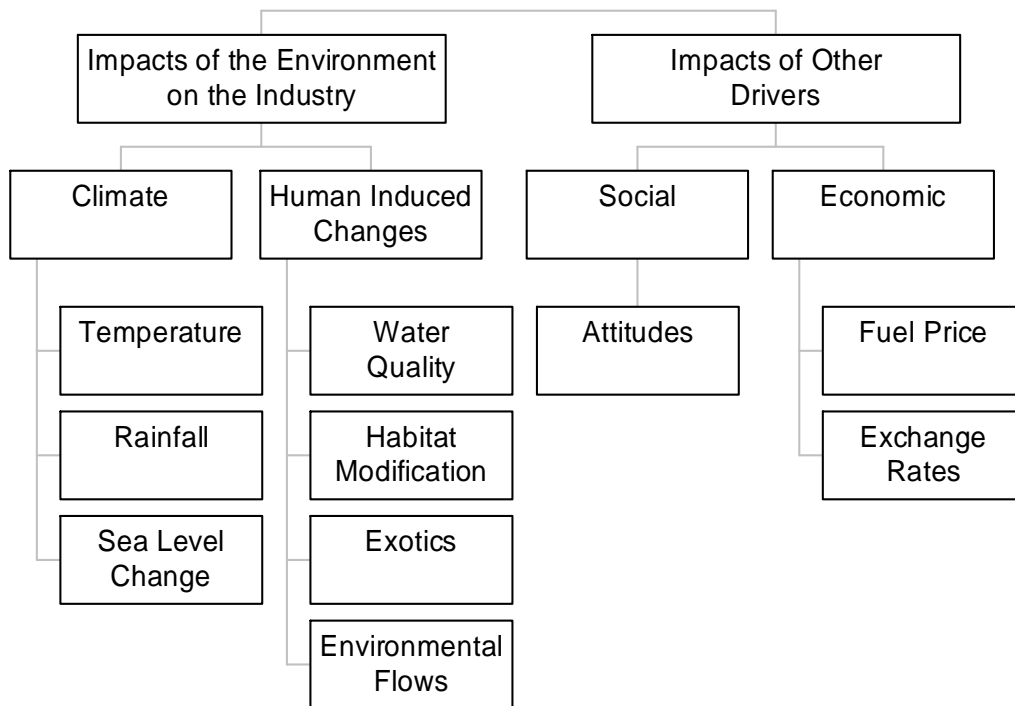 Impacts of the Environment
on the Industry
Impacts of Other
Drivers
Climate
Human Induced
Changes
Social
Economic
Temperature
Rainfall
Sea Level
Change
Water
Quality
Habitat
Modification
Exotics
Environmental
Flows
Attitudes
Fuel Price
Exchange
Rates